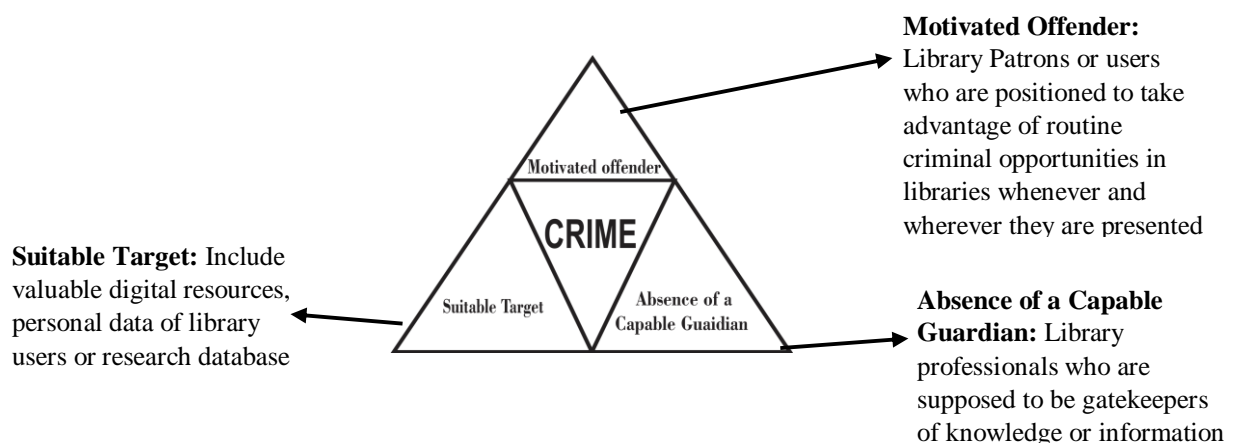 Motivated Offender:
Library Patrons or users
who are positioned to take
advantage of routine
criminal opportunities in
libraries whenever and
wherever they are presented
Motivated offender
CRIME
Suitable Target
Absence of a
Capable Guaidian
Suitable Target: Include
valuable digital resources,
personal data of library
users or research database
Absence of a Capable
Guardian: Library
professionals who are
supposed to be gatekeepers
of knowledge or information